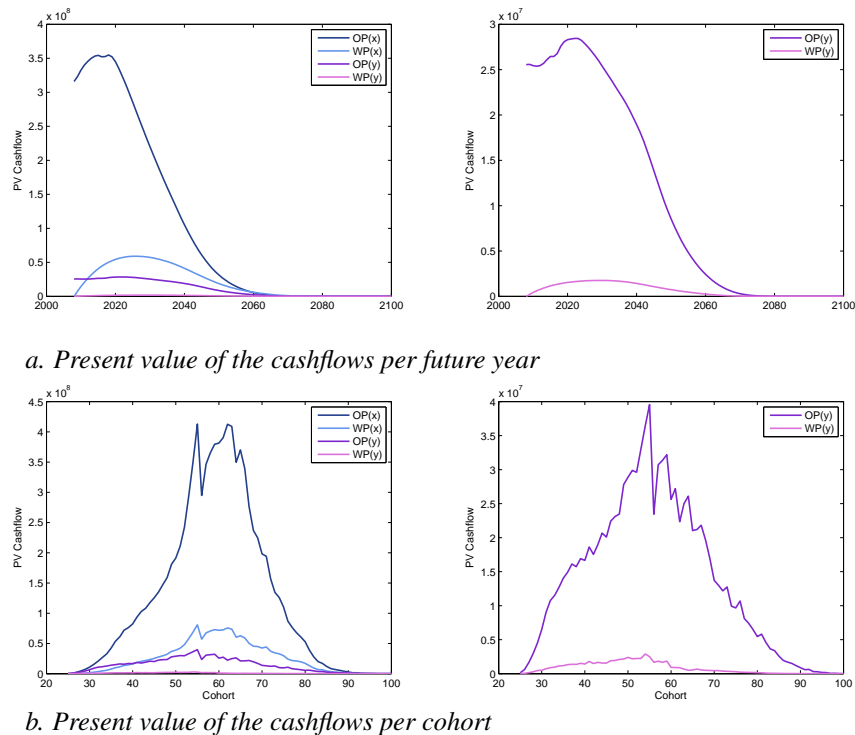 x 10^8
4
3.5
3
2.5
2
1.5
1
0.5
0
PV Cashflow
2000 2020 2040 2060 2080 2100
OP(x)
WP(x)
OP(y)
WP(y)
x 10^7
3
2.5
2
1.5
1
0.5
0
PV Cashflow
2000 2020 2040 2060 2080 2100
OP(y)
WP(y)
a. Present value of the cashflows per future year
x 10^8
4.5
4
3.5
3
2.5
2
1.5
1
0.5
0
PV Cashflow
20 30 40 50 60 70 80 90 100
Cohort
OP(x)
WP(x)
OP(y)
WP(y)
x 10^7
4
3.5
3
2.5
2
1.5
1
0.5
0
PV Cashflow
20 30 40 50 60 70 80 90 100
Cohort
OP(y)
WP(y)
b. Present value of the cashflows per cohort